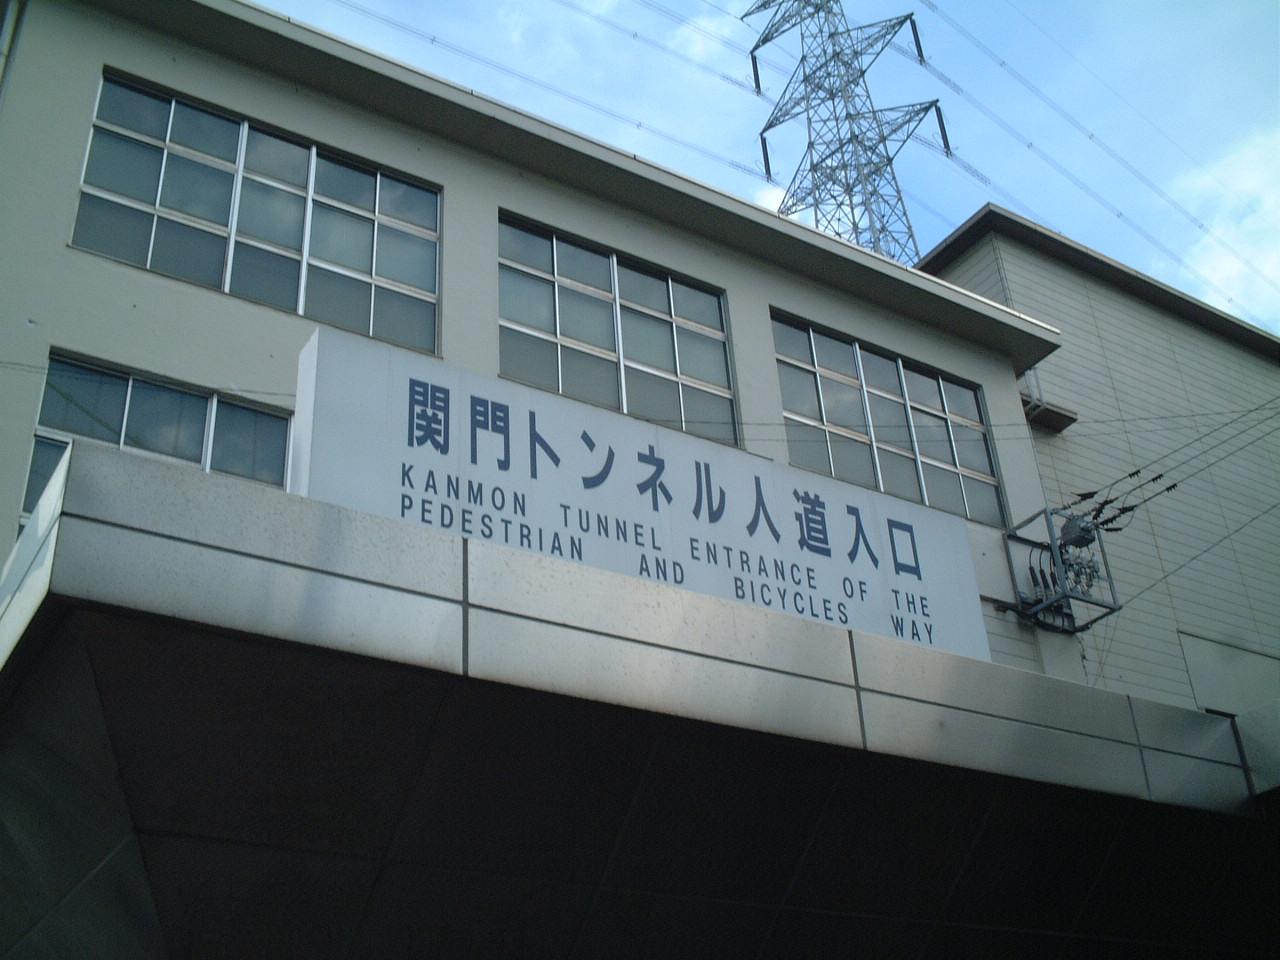 関門トンネル人道入口
KANMON TUNNEL ENTRANCE OF THE
PEDESTRIAN AND BICYCLES WAY